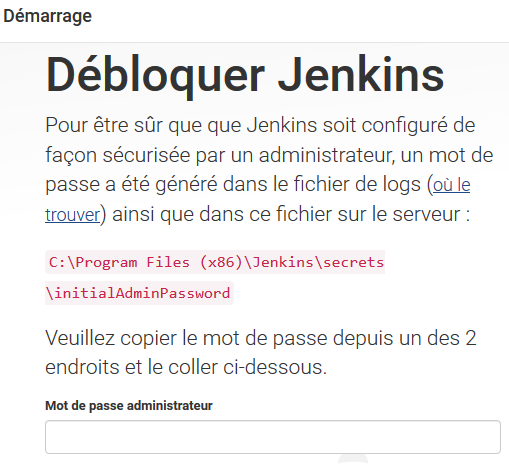 Démarrage
Débloquer Jenkins
Pour être sûr que que Jenkins soit configuré de
façon sécurisée par un administrateur, un mot de
passe a été généré dans le fichier de logs (où le
trouver) ainsi que dans ce fichier sur le serveur :
C:\Program Files (x86)\Jenkins\secrets
\initialAdminPassword
Veuillez copier le mot de passe depuis un des 2
endroits et le coller ci-dessous.
Mot de passe administrateur